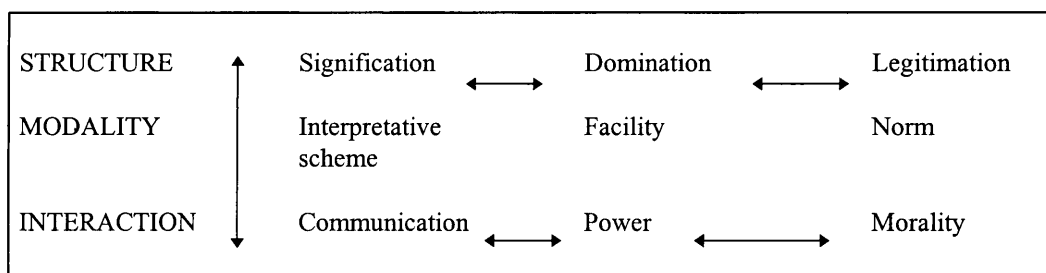 STRUCTURE Signification Domination Legitimation
MODALITY Interpretative scheme Facility Norm
INTERACTION Communication Power Morality